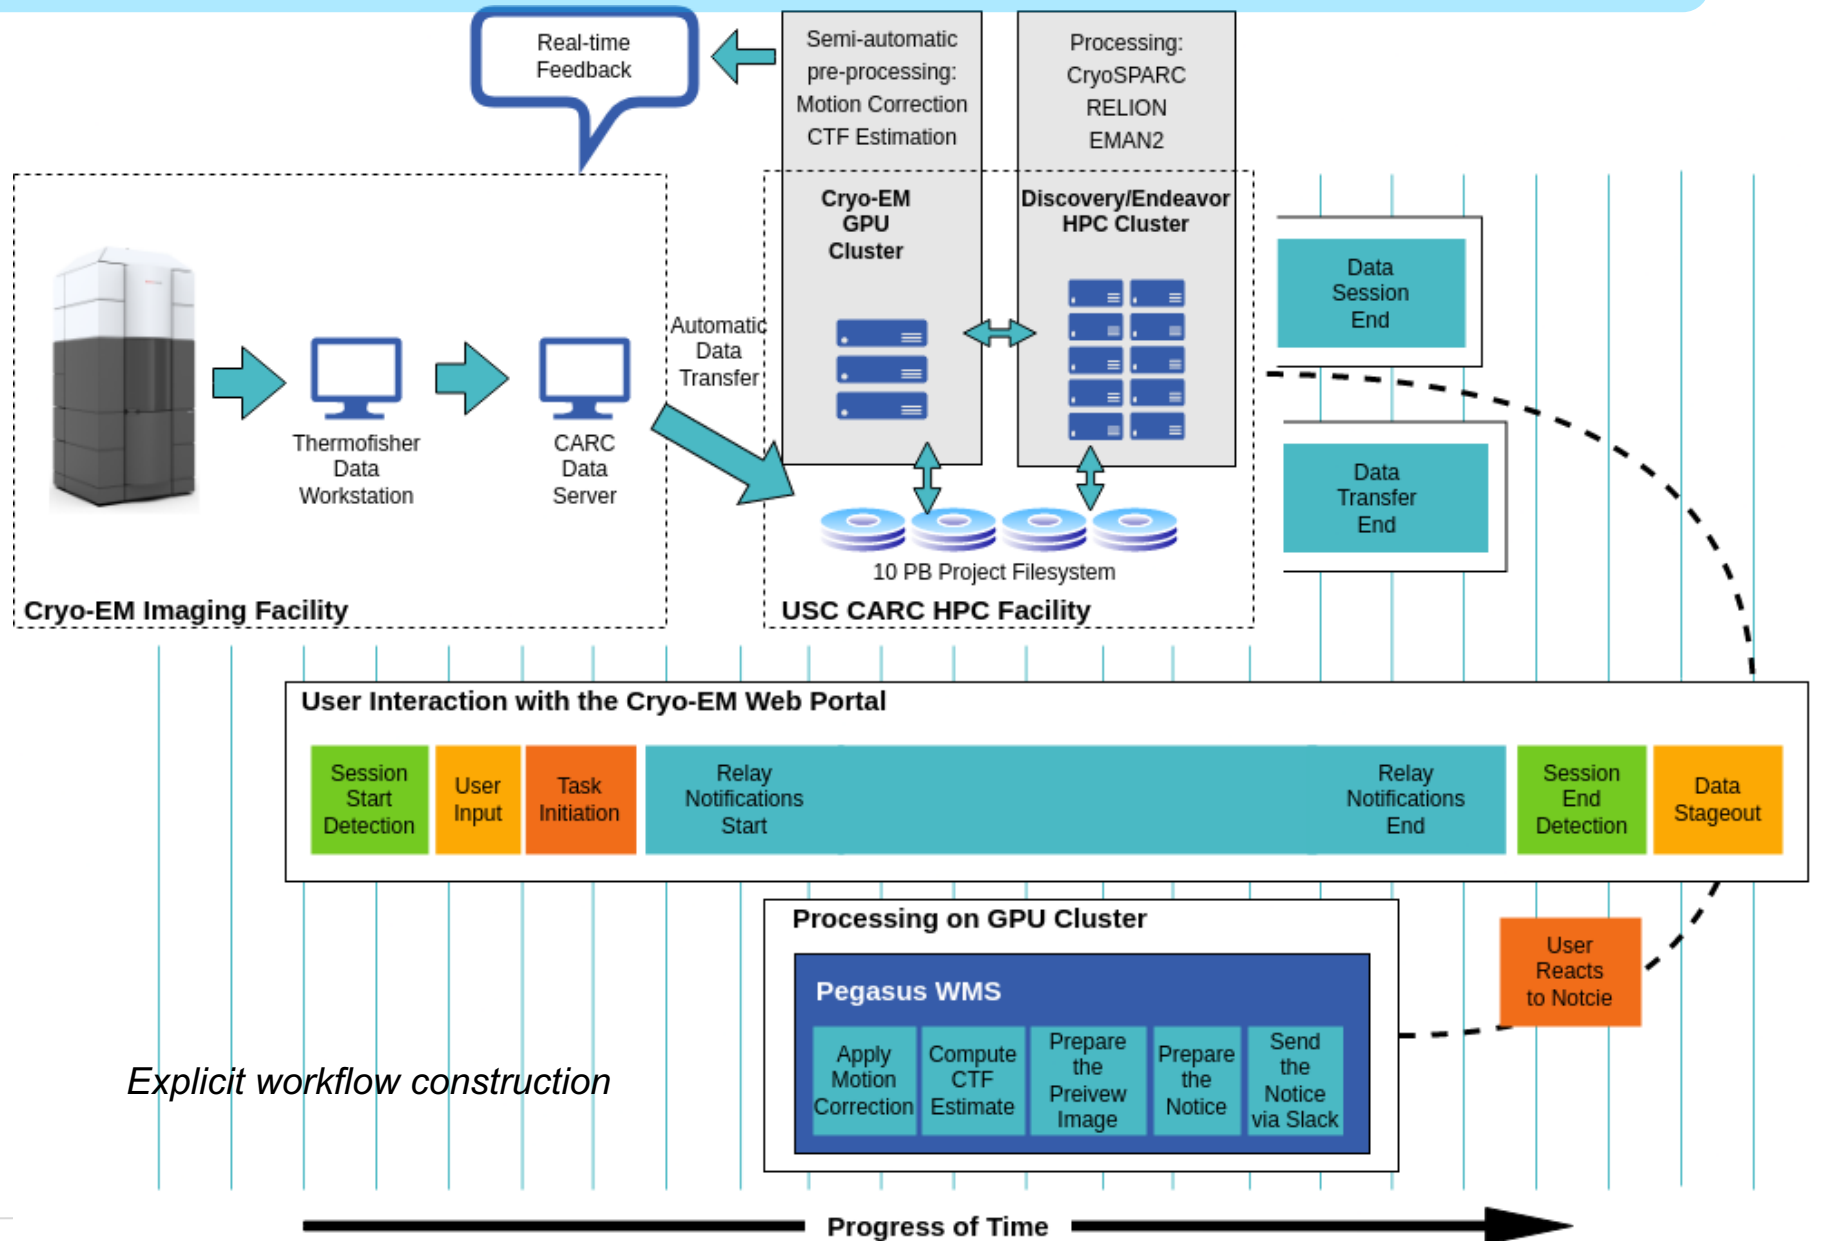 Real-time
Feedback
Semi-automatic
pre-processing:
Motion Correction
CTF Estimation
Processing:
CryoSPARC
RELION
EMAN2
Cryo-EM
GPU
Cluster
Discovery/Endeavor
HPC Cluster
Automatic
Data
Transfer
Thermofisher
Data
Workstation
CARC
Data
Server
10 PB Project Filesystem
Cryo-EM Imaging Facility
USC CARC HPC Facility
Data
Session
End
Data
Transfer
End
User Interaction with the Cryo-EM Web Portal
Session
Start
Detection
User
Input
Task
Initiation
Relay
Notifications
Start
Relay
Notifications
End
Session
End
Detection
Data
Stageout
Processing on GPU Cluster
Pegasus WMS
Apply
Motion
Correction
Compute
CTF
Estimate
Prepare
the
Preivew
Image
Prepare
the
Notice
Send
the
Notice
via Slack
User
Reacts
to Notcie
Explicit workflow construction
Progress of Time